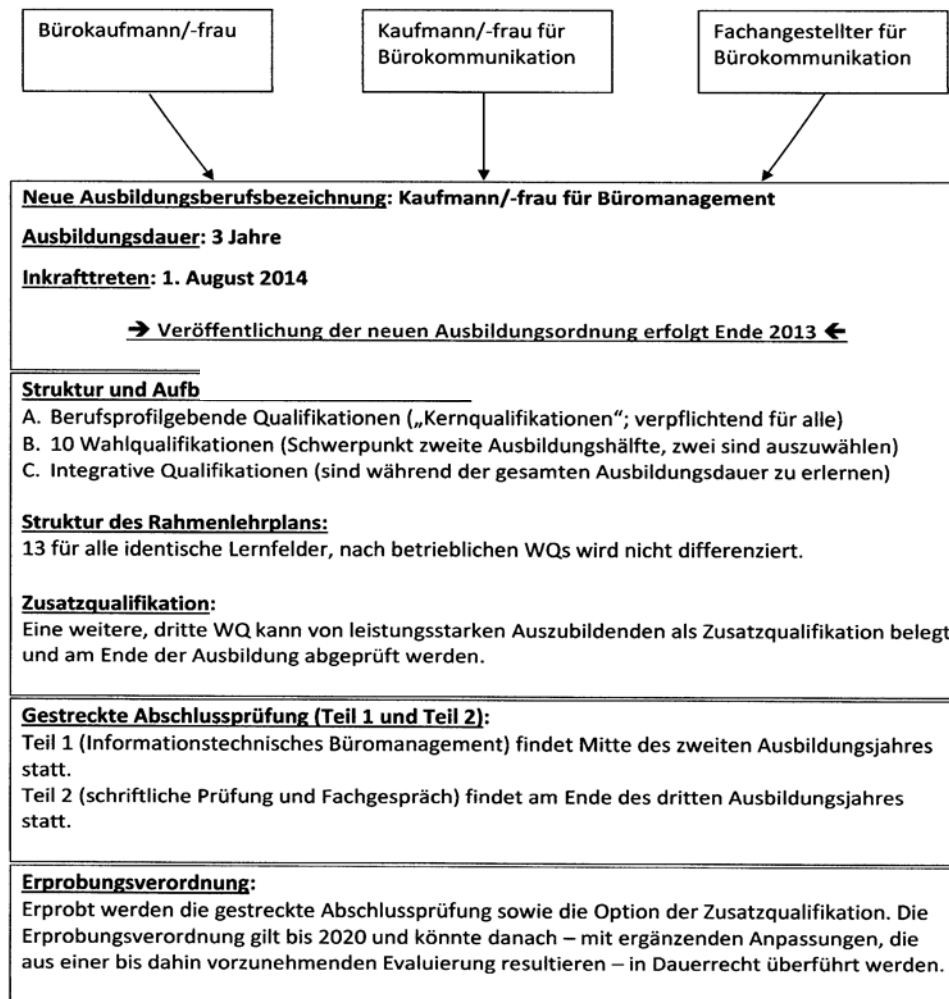 Bürokaufmann/-frau
Kaufmann/-frau für
Bürokommunikation
Fachangestellter für
Bürokommunikation
Neue Ausbildungsberufsbezeichnung: Kaufmann/-frau für Büromanagement
Ausbildungsdauer: 3 Jahre
Inkrafttreten: 1. August 2014
➔ Veröffentlichung der neuen Ausbildungsordnung erfolgt Ende 2013 ←
Struktur und Aufb
A. Berufsprofilgebende Qualifikationen („Kernqualifikationen“; verpflichtend für alle)
B. 10 Wahlqualifikationen (Schwerpunkt zweite Ausbildungshälfte, zwei sind auszuwählen)
C. Integrative Qualifikationen (sind während der gesamten Ausbildungsdauer zu erlernen)
Struktur des Rahmenlehrplans:
13 für alle identische Lernfelder, nach betrieblichen WQs wird nicht differenziert.
Zusatzqualifikation:
Eine weitere, dritte WQ kann von leistungsstarken Auszubildenden als Zusatzqualifikation belegt
und am Ende der Ausbildung abgeprüft werden.
Gestreckte Abschlussprüfung (Teil 1 und Teil 2):
Teil 1 (Informationstechnisches Büromanagement) findet Mitte des zweiten Ausbildungsjahres
statt.
Teil 2 (schriftliche Prüfung und Fachgespräch) findet am Ende des dritten Ausbildungsjahres
statt.
Erprobungsverordnung:
Erprobt werden die gestreckte Abschlussprüfung sowie die Option der Zusatzqualifikation. Die
Erprobungsverordnung gilt bis 2020 und könnte danach – mit ergänzenden Anpassungen, die
aus einer bis dahin vorzunehmenden Evaluierung resultieren – in Dauerrecht überführt werden.